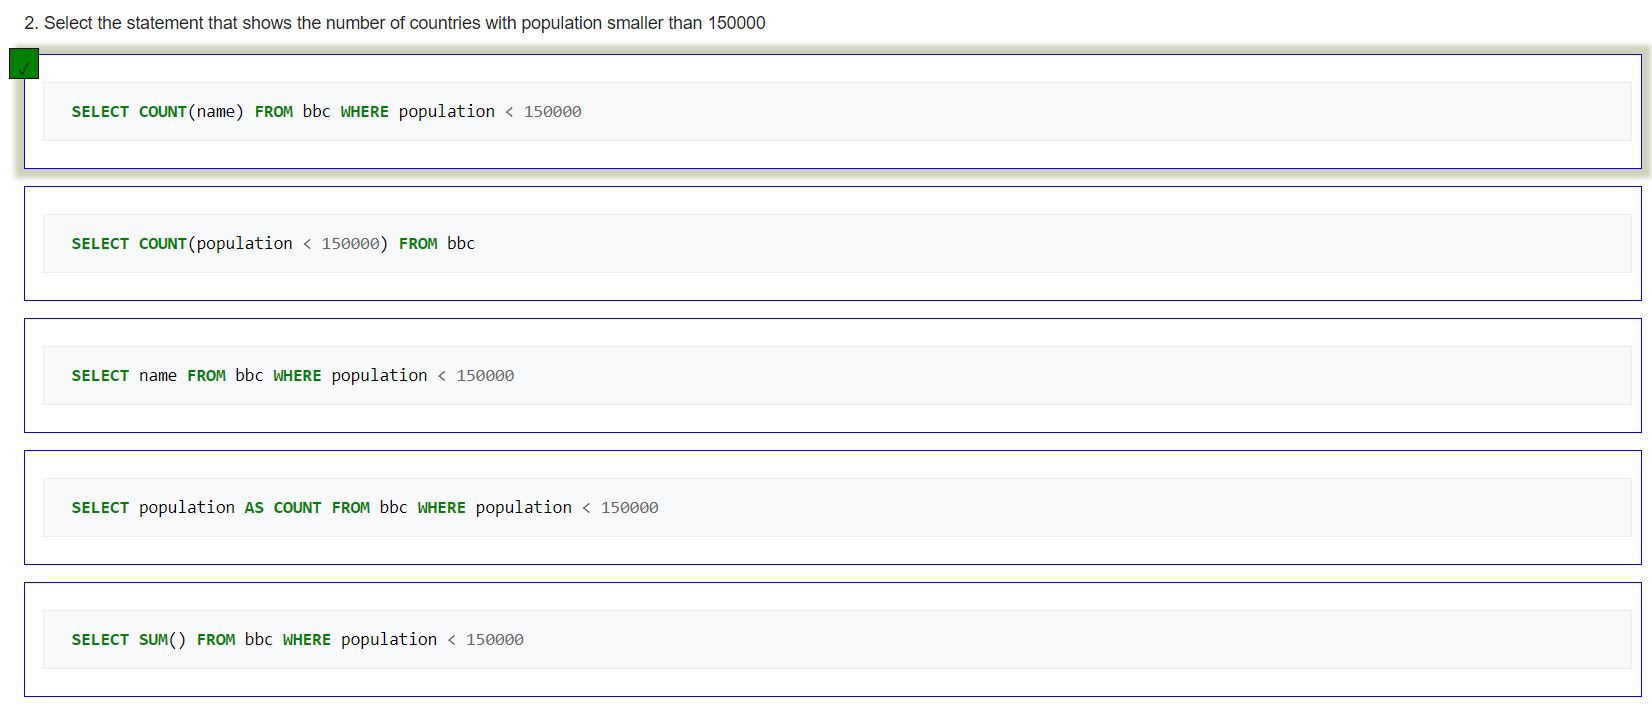 2. Select the statement that shows the number of countries with population smaller than 150000
✓
SELECT COUNT(name) FROM bbc WHERE population < 150000
SELECT COUNT(population < 150000) FROM bbc
SELECT name FROM bbc WHERE population < 150000
SELECT population AS COUNT FROM bbc WHERE population < 150000
SELECT SUM() FROM bbc WHERE population < 150000